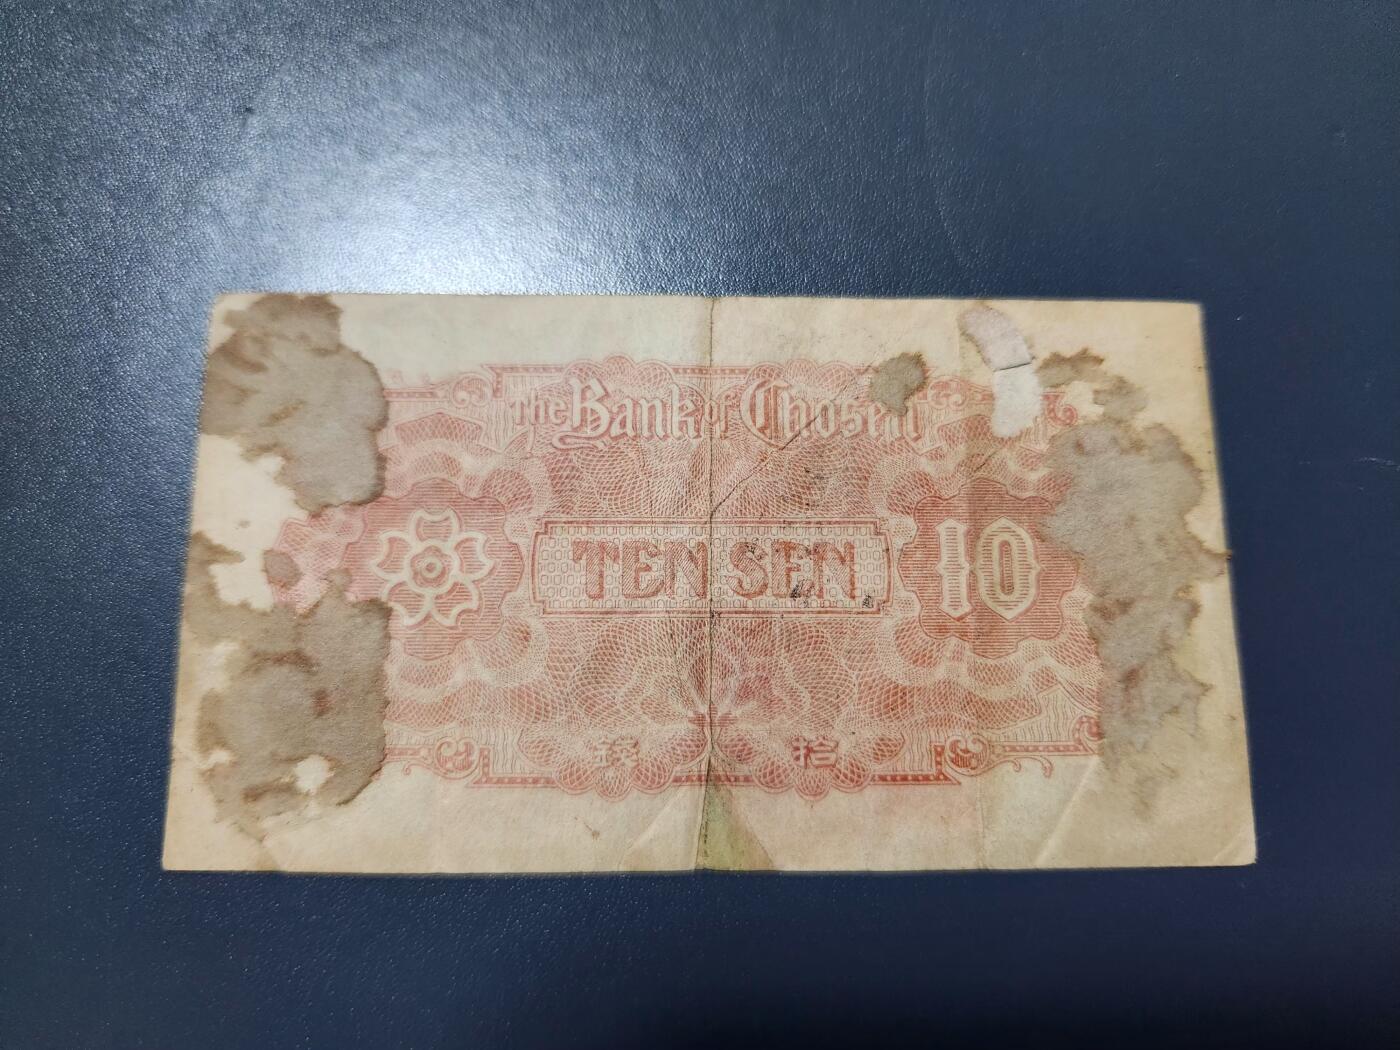 The Bank of Chosen
TEN SEN
10
錢 拾